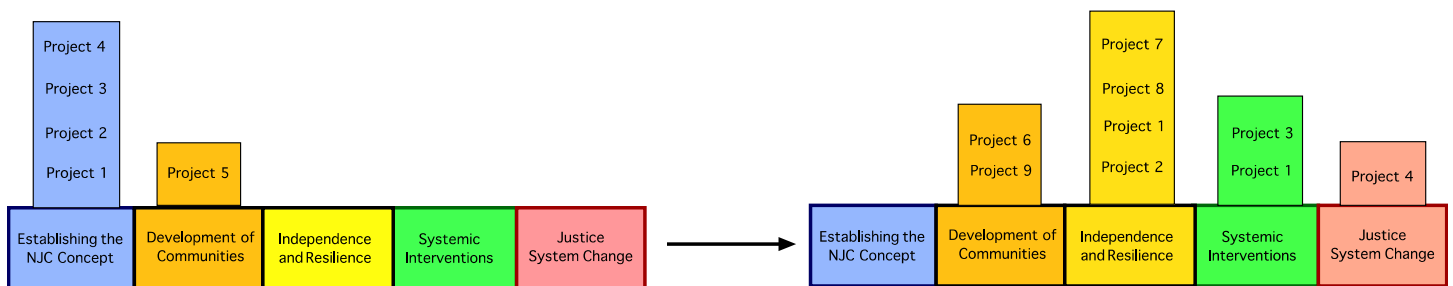 Project 4
Project 3
Project 2
Project 1
Project 5
Establishing the
NJC Concept
Development of
Communities
Independence
and Resilience
Systemic
Interventions
Justice
System Change
Project 6
Project 9
Project 7
Project 8
Project 1
Project 2
Project 3
Project 1
Project 4
Establishing the
NJC Concept
Development of
Communities
Independence
and Resilience
Systemic
Interventions
Justice
System Change